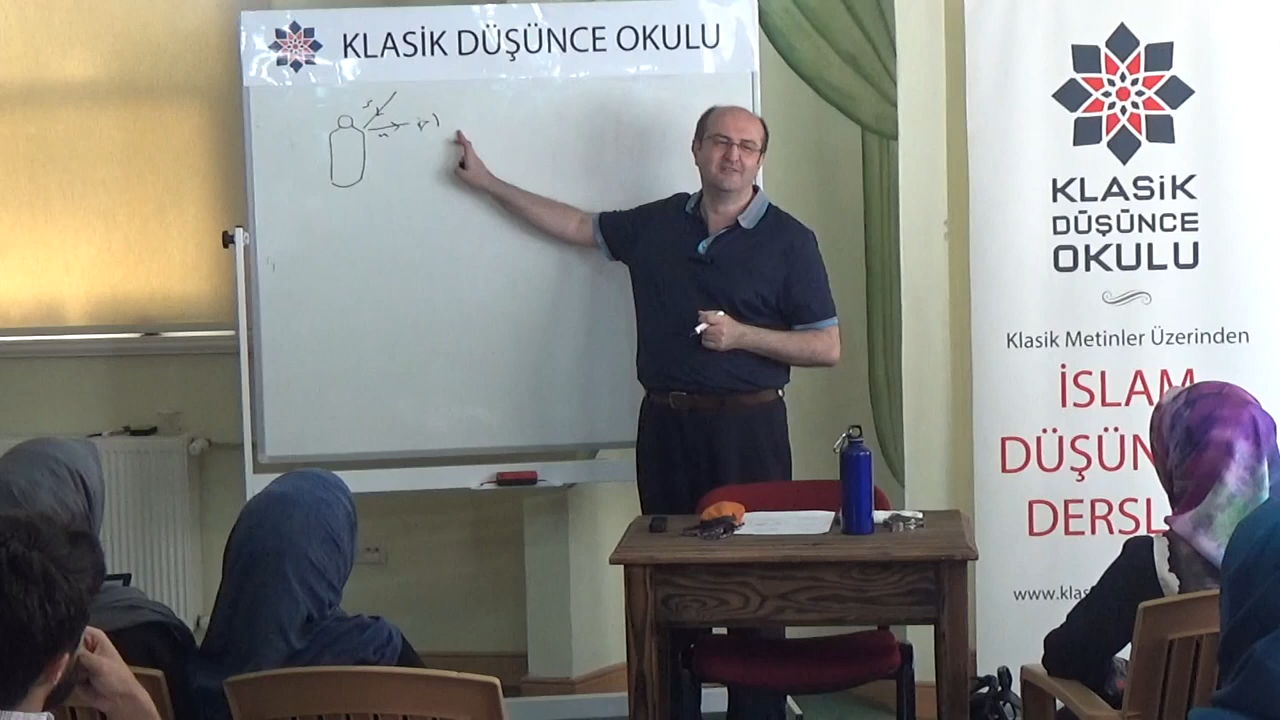 KLASİK DÜŞÜNCE OKULU
KLASİK
DÜŞÜNCE
OKULU
Klasik Metinler Üzerinden
İSLAM
DÜŞÜN
DERSL
www.klas